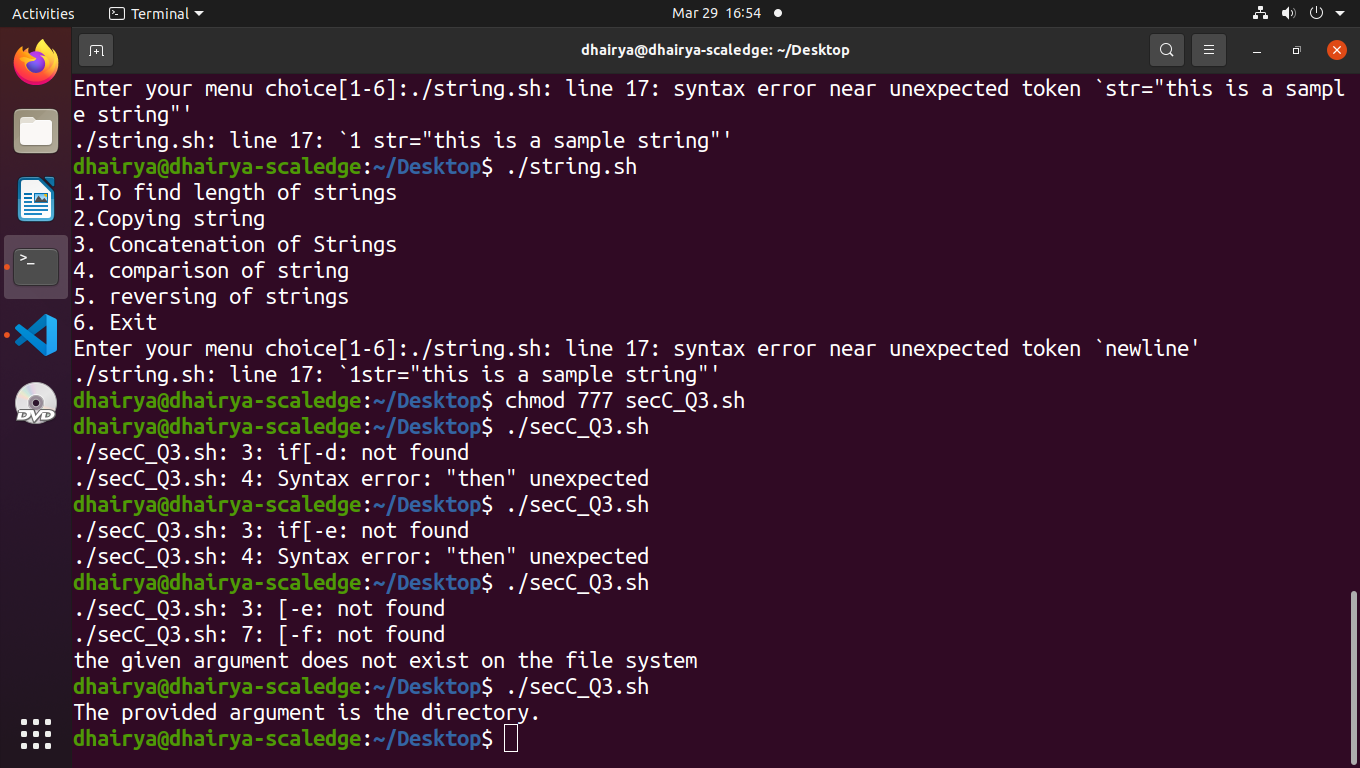 Activities
Terminal
Mar 29 16:54
dhairya@dhairya-scaledge: ~/Desktop
Enter your menu choice[1-6]:./string.sh: line 17: syntax error near unexpected token `str="this is a sampl
e string"'
./string.sh: line 17: `1 str="this is a sample string"'
dhairya@dhairya-scaledge:~/Desktop$ ./string.sh
1.To find length of strings
2.Copying string
3. Concatenation of Strings
4. comparison of string
5. reversing of strings
6. Exit
Enter your menu choice[1-6]:./string.sh: line 17: syntax error near unexpected token `newline'
./string.sh: line 17: `1str="this is a sample string"'
dhairya@dhairya-scaledge:~/Desktop$ chmod 777 secC_Q3.sh
dhairya@dhairya-scaledge:~/Desktop$ ./secC_Q3.sh
./secC_Q3.sh: 3: if[-d: not found
./secC_Q3.sh: 4: Syntax error: "then" unexpected
dhairya@dhairya-scaledge:~/Desktop$ ./secC_Q3.sh
./secC_Q3.sh: 3: if[-e: not found
./secC_Q3.sh: 4: Syntax error: "then" unexpected
dhairya@dhairya-scaledge:~/Desktop$ ./secC_Q3.sh
./secC_Q3.sh: 3: [-e: not found
./secC_Q3.sh: 7: [-f: not found
the given argument does not exist on the file system
dhairya@dhairya-scaledge:~/Desktop$ ./secC_Q3.sh
The provided argument is the directory.
dhairya@dhairya-scaledge:~/Desktop$
>_
DVD